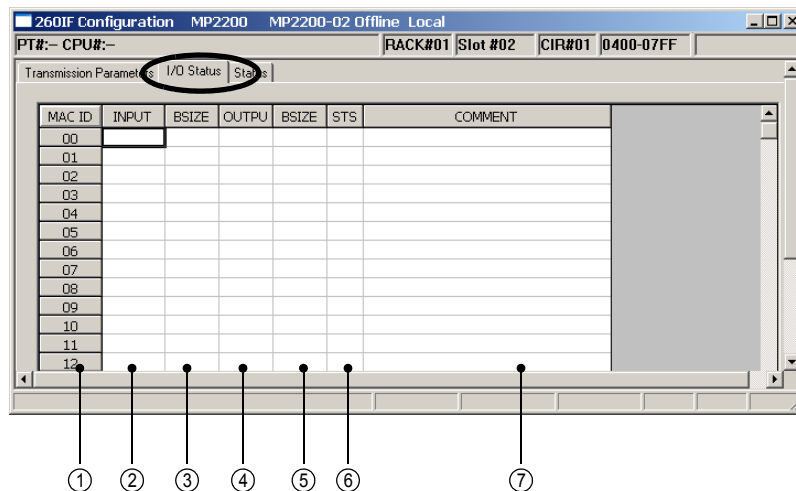 260IF Configuration MP2200 MP2200-02 Offline Local
PT#:– CPU#:– RACK#01 Slot #02 CIR#01 0400-07FF
Transmission Parameters I/O Status Status
MAC ID INPUT BSIZE OUTPU BSIZE STS COMMENT
00
01
02
03
04
05
06
07
08
09
10
11
12
① ② ③ ④ ⑤ ⑥ ⑦